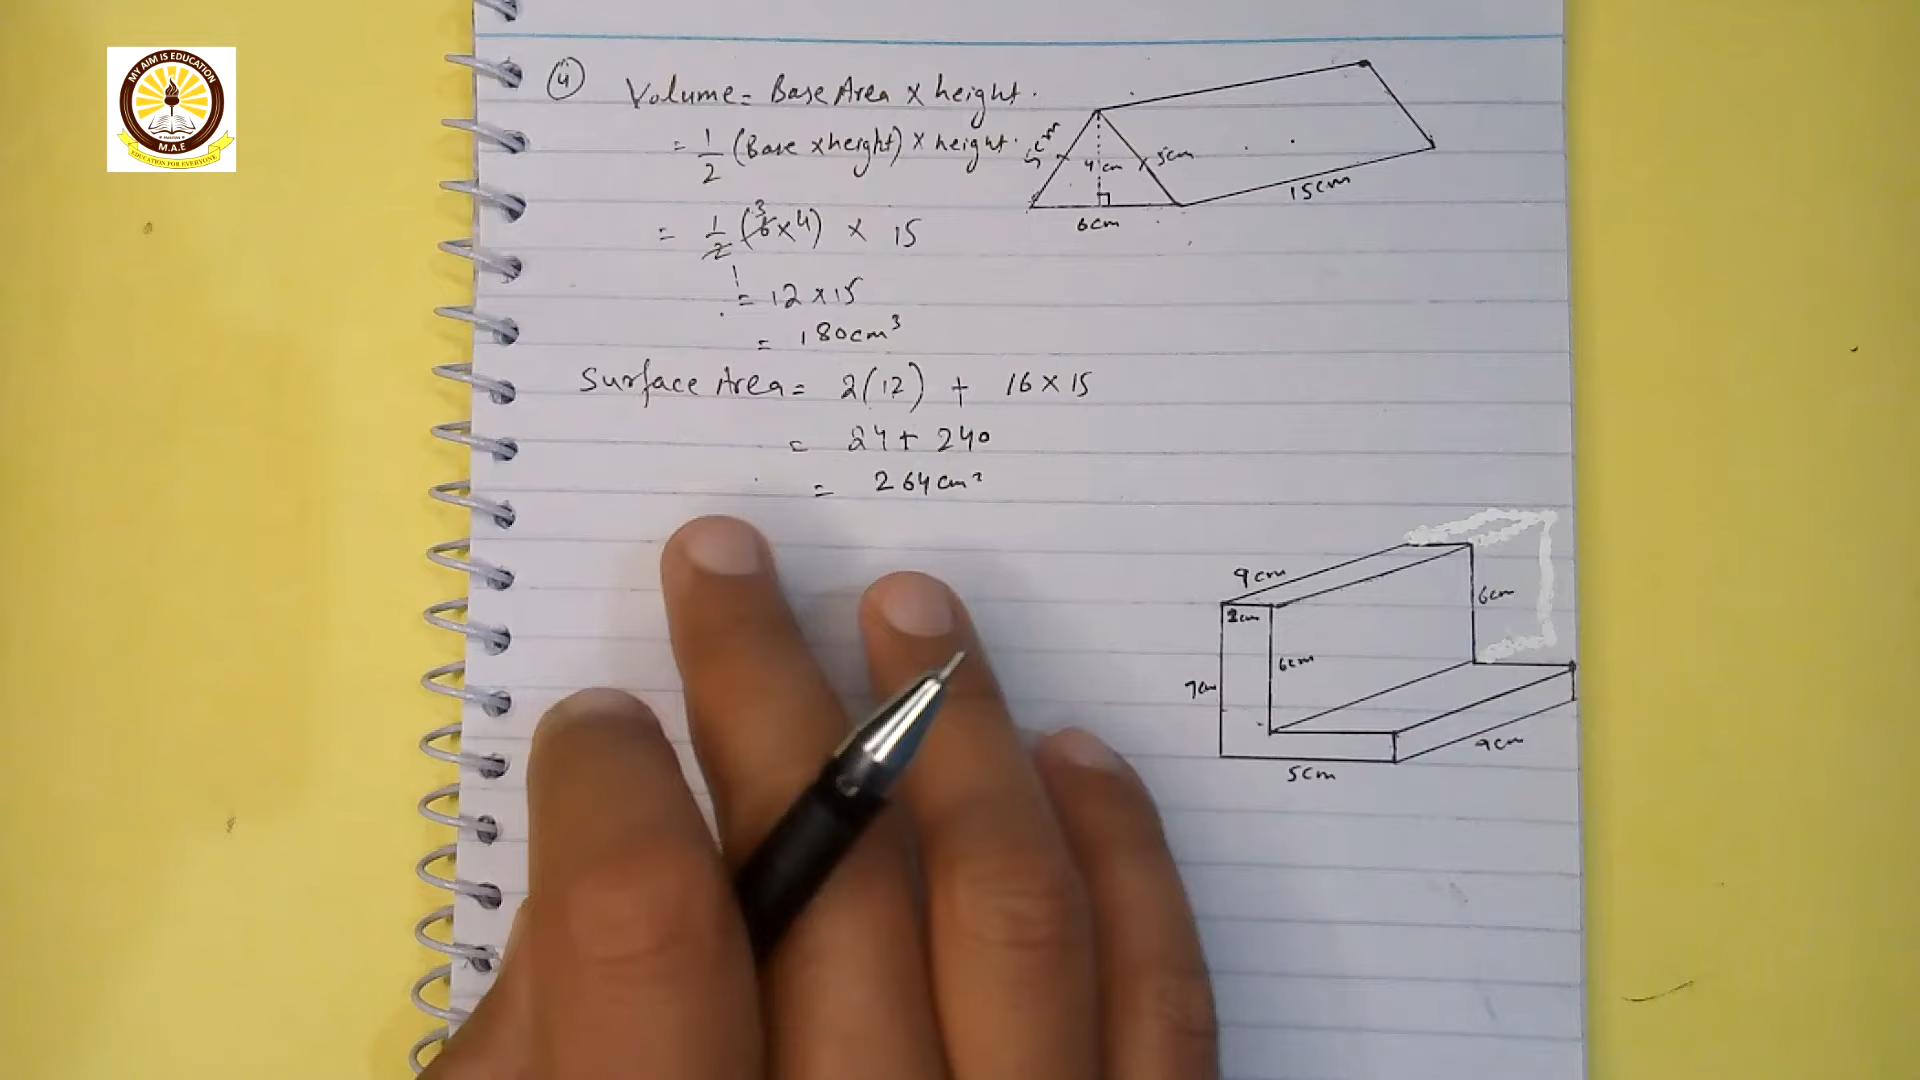 MY AIM IS EDUCATION
M.A.E
EDUCATION FOR EVERYONE
4 Volume = Base Area × height.
= 1/2 (Base × height) × height.
= 1/2 (6 × 4) × 15
3
1
= 12 × 15
= 180cm³
Surface Area = 2(12) + 16 × 15
= 24 + 240
= 264cm²
5cm
4cm
5cm
15cm
6cm
9cm
6cm
6cm
7cm
9cm
5cm